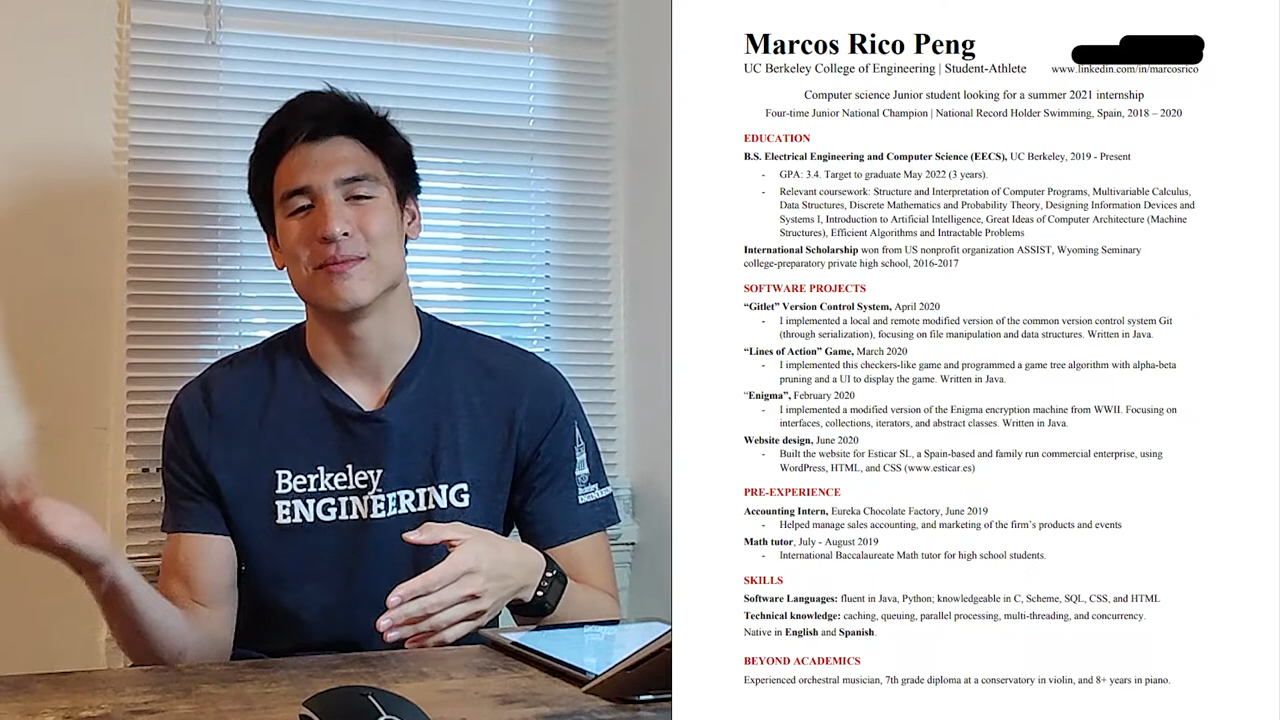 Berkeley
ENGINEERING
Marcos Rico Peng
UC Berkeley College of Engineering | Student-Athlete
www.linkedin.com/in/marcosrico
Computer science Junior student looking for a summer 2021 internship
Four-time Junior National Champion | National Record Holder Swimming, Spain, 2018 – 2020
EDUCATION
B.S. Electrical Engineering and Computer Science (EECS), UC Berkeley, 2019 - Present
- GPA: 3.4. Target to graduate May 2022 (3 years).
- Relevant coursework: Structure and Interpretation of Computer Programs, Multivariable Calculus,
Data Structures, Discrete Mathematics and Probability Theory, Designing Information Devices and
Systems I, Introduction to Artificial Intelligence, Great Ideas of Computer Architecture (Machine
Structures), Efficient Algorithms and Intractable Problems
International Scholarship won from US nonprofit organization ASSIST, Wyoming Seminary
college-preparatory private high school, 2016-2017
SOFTWARE PROJECTS
“Gitlet” Version Control System, April 2020
- I implemented a local and remote modified version of the common version control system Git
(through serialization), focusing on file manipulation and data structures. Written in Java.
“Lines of Action” Game, March 2020
- I implemented this checkers-like game and programmed a game tree algorithm with alpha-beta
pruning and a UI to display the game. Written in Java.
“Enigma”, February 2020
- I implemented a modified version of the Enigma encryption machine from WWII. Focusing on
interfaces, collections, iterators, and abstract classes. Written in Java.
Website design, June 2020
- Built the website for Esticar SL, a Spain-based and family run commercial enterprise, using
WordPress, HTML, and CSS (www.esticar.es)
PRE-EXPERIENCE
Accounting Intern, Eureka Chocolate Factory, June 2019
- Helped manage sales accounting, and marketing of the firm’s products and events
Math tutor, July - August 2019
- International Baccalaureate Math tutor for high school students.
SKILLS
Software Languages: fluent in Java, Python; knowledgeable in C, Scheme, SQL, CSS, and HTML
Technical knowledge: caching, queuing, parallel processing, multi-threading, and concurrency.
Native in English and Spanish.
BEYOND ACADEMICS
Experienced orchestral musician, 7th grade diploma at a conservatory in violin, and 8+ years in piano.